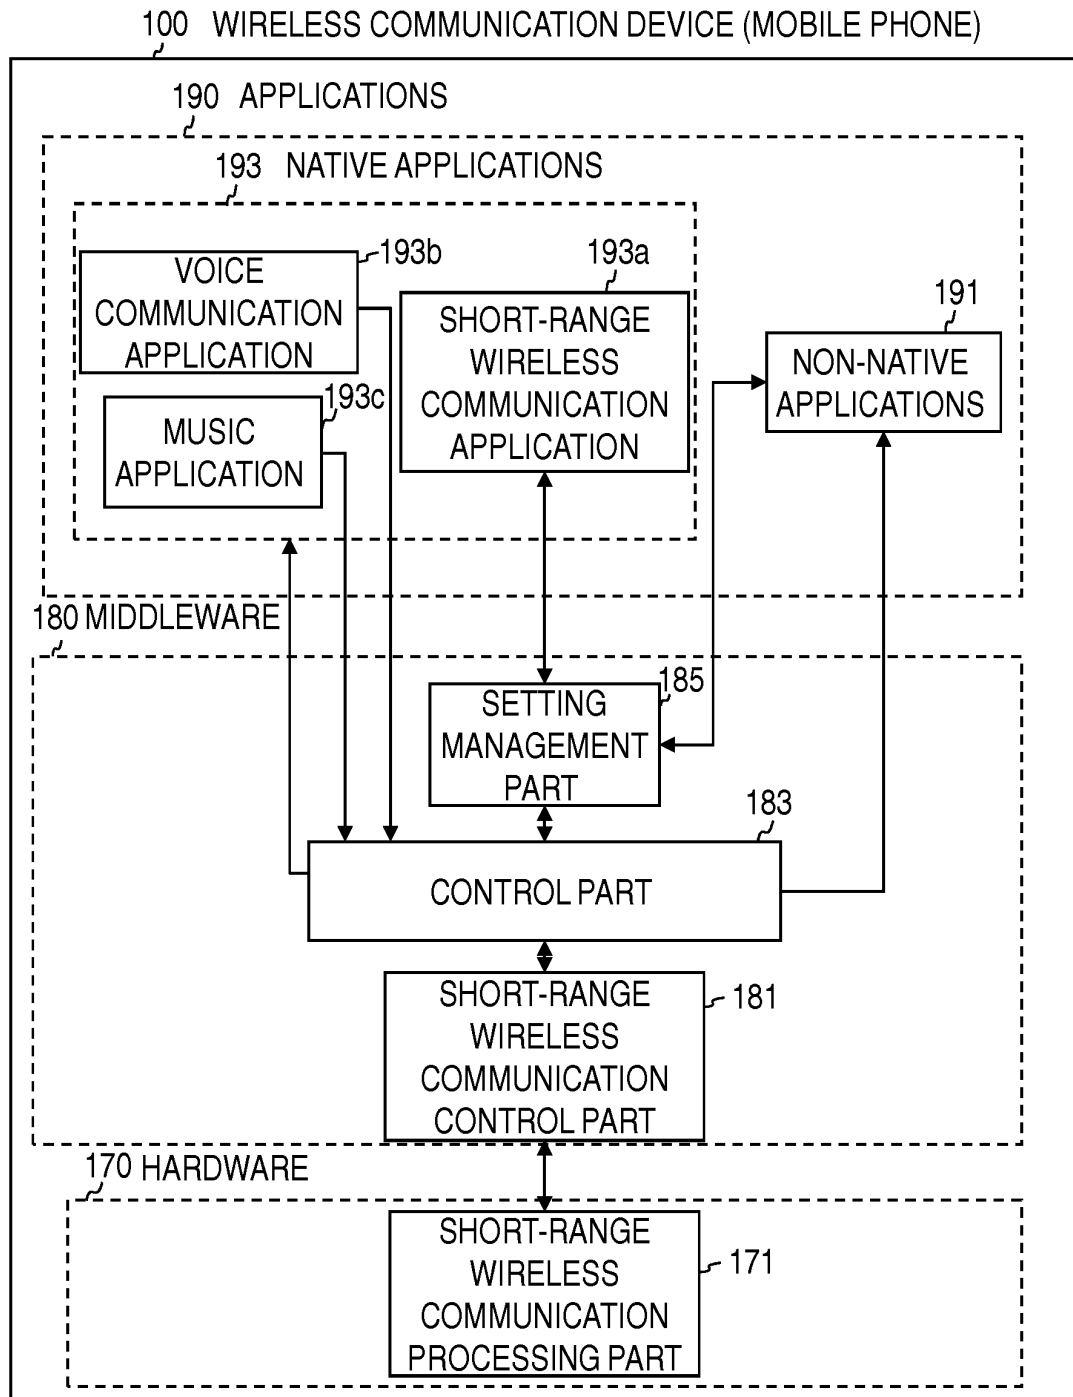 100 WIRELESS COMMUNICATION DEVICE (MOBILE PHONE)
190 APPLICATIONS
193 NATIVE APPLICATIONS
193b
VOICE
COMMUNICATION
APPLICATION
193a
SHORT-RANGE
WIRELESS
COMMUNICATION
APPLICATION
191
NON-NATIVE
APPLICATIONS
193c
MUSIC
APPLICATION
180 MIDDLEWARE
185
SETTING
MANAGEMENT
PART
183
CONTROL PART
SHORT-RANGE
WIRELESS
COMMUNICATION
CONTROL PART
181
170 HARDWARE
SHORT-RANGE
WIRELESS
COMMUNICATION
PROCESSING PART
171